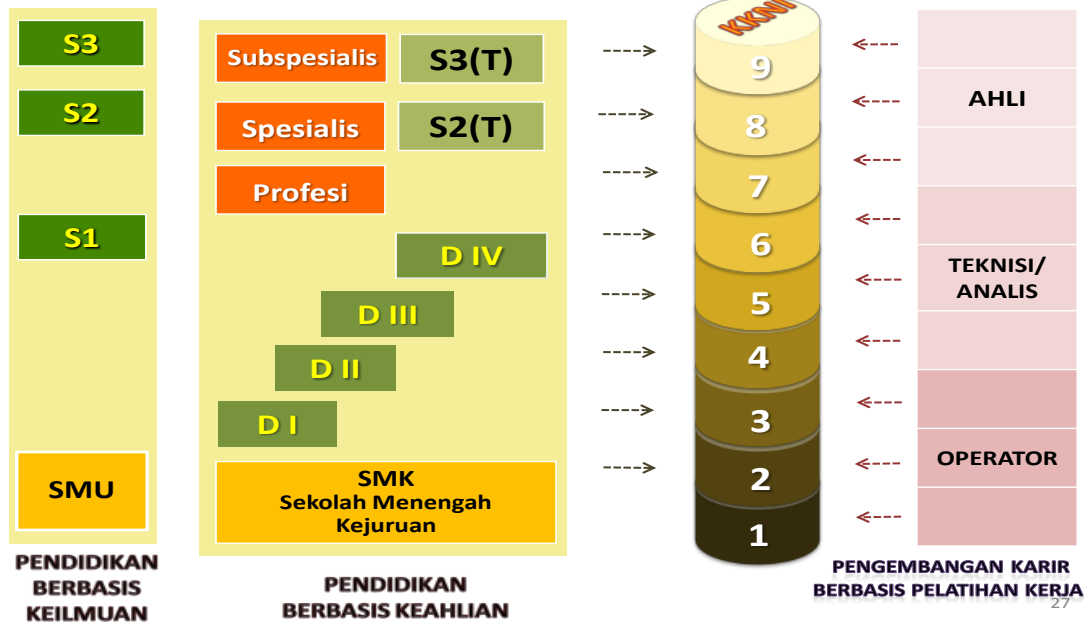 S3
S2
S1
SMU
PENDIDIKAN
BERBASIS
KEILMUAN
Subspesialis
S3(T)
Spesialis
S2(T)
Profesi
D IV
D III
D II
D I
SMK
Sekolah Menengah
Kejuruan
PENDIDIKAN
BERBASIS KEAHLIAN
KKNI
9
8
7
6
5
4
3
2
1
AHLI
TEKNISI/
ANALIS
OPERATOR
PENGEMBANGAN KARIR
BERBASIS PELATIHAN KERJA
27